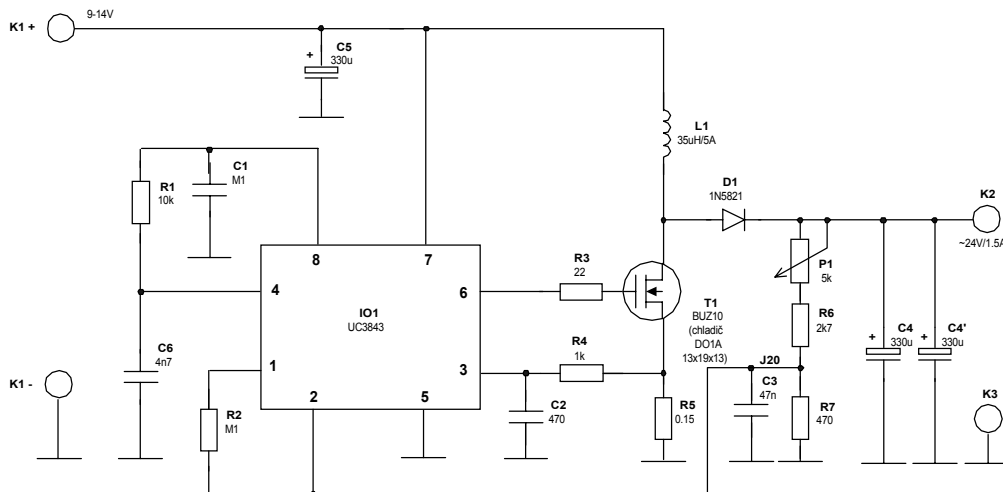 K1 +
9-14V
C5
330u
+
L1
35uH/5A
R1
10k
C1
M1
D1
1N5821
K2
~24V/1.5A
8
7
4
6
IO1
UC3843
R3
22
P1
5k
T1
BUZ10
(chladič
DO1A
13x19x13)
R6
2k7
C6
4n7
K1 -
1
2
5
3
R4
1k
J20
C3
47n
C4
330u
+
C4'
330u
+
R2
M1
C2
470
R5
0.15
R7
470
K3